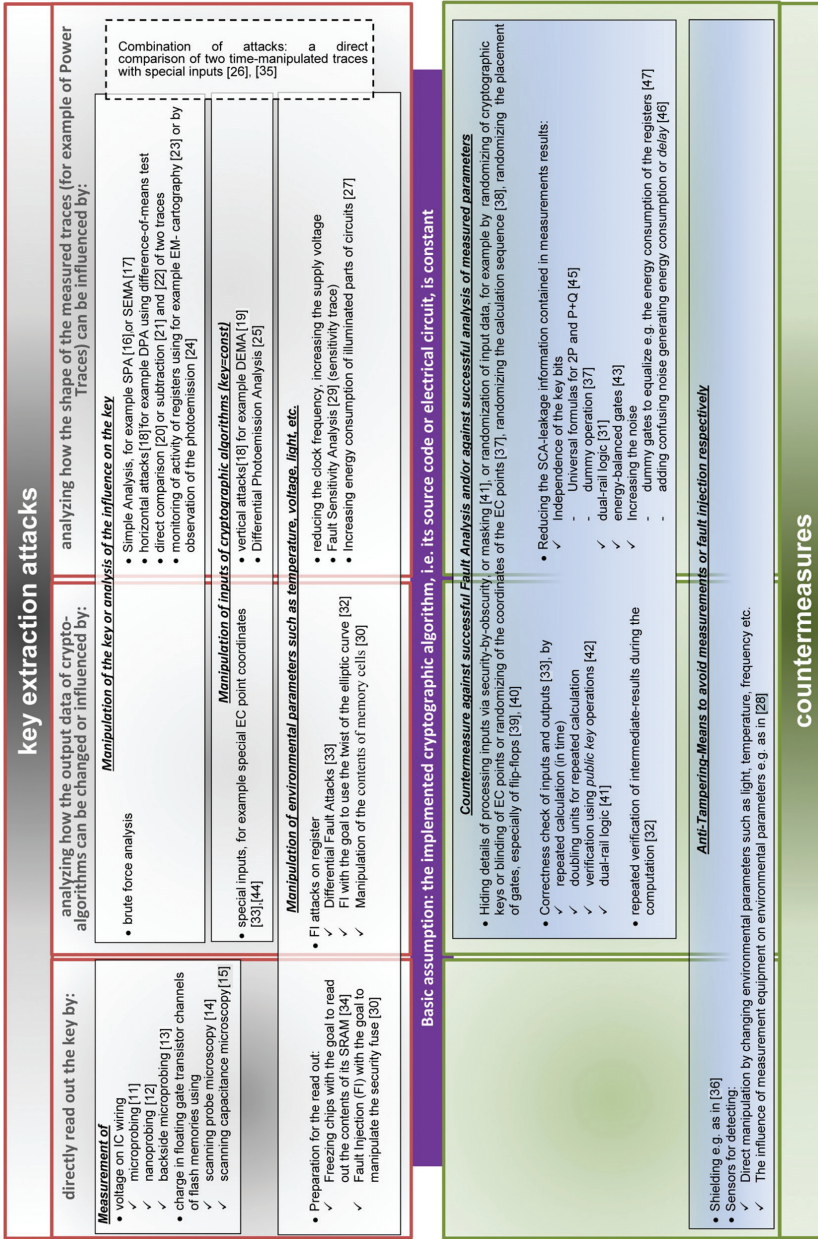 key extraction attacks
directly read out the key by:
analyzing how the output data of crypto-
algorithms can be changed or influenced by:
analyzing how the shape of the measured traces (for example of Power
Traces) can be influenced by:
Measurement of
• voltage on IC wiring
✓ microprobing [11]
✓ nanoprobing [12]
✓ backside microprobing [13]
• charge in floating gate transistor channels
of flash memories using
✓ scanning probe microscopy [14]
✓ scanning capacitance microscopy [15]
Manipulation of the key or analysis of the influence on the key
• brute force analysis
• Simple Analysis, for example SPA [16] or SEMA [17]
• horizontal attacks [18] for example DPA using difference-of-means test
• direct comparison [20] or subtraction [21] and [22] of two traces
• monitoring of activity of registers using for example EM- cartography [23] or by
observation of the photoemission [24]
Combination of attacks: a direct
comparison of two time-manipulated traces
with special inputs [26], [35]
Manipulation of inputs of cryptographic algorithms (key=const)
• special inputs, for example special EC point coordinates
[33],[44]
• vertical attacks [18] for example DEMA [19]
• Differential Photoemission Analysis [25]
Manipulation of environmental parameters such as temperature, voltage, light, etc.
• Preparation for the read out:
✓ Freezing chips with the goal to read
out the contents of its SRAM [34]
✓ Fault Injection (FI) with the goal to
manipulate the security fuse [30]
• FI attacks on register
✓ Differential Fault Attacks [33]
✓ FI with the goal to use the twist of the elliptic curve [32]
✓ Manipulation of the contents of memory cells [30]
• reducing the clock frequency, increasing the supply voltage
• Fault Sensitivity Analysis [29] (sensitivity trace)
• Increasing energy consumption of illuminated parts of circuits [27]
Basic assumption: the implemented cryptographic algorithm, i.e. its source code or electrical circuit, is constant
Countermeasure against successful Fault Analysis and/or against successful analysis of measured parameters
• Hiding details of processing inputs via security-by-obscurity, or masking [41], or randomization of input data, for example by randomizing of cryptographic
keys or blinding of EC points or randomizing of the coordinates of the EC points [37], randomizing the calculation sequence [38], randomizing the placement
of gates, especially of flip-flops [39], [40]
• Correctness check of inputs and outputs [33], by
✓ repeated calculation (in time)
✓ doubling units for repeated calculation
✓ verification using public key operations [42]
✓ dual-rail logic [41]
• repeated verification of intermediate-results during the
computation [32]
• Reducing the SCA-leakage information contained in measurements results:
✓ Independence of the key bits
- Universal formulas for 2P and P+Q [45]
- dummy operation [37]
✓ dual-rail logic [31]
✓ energy-balanced gates [43]
✓ Increasing the noise
- dummy gates to equalize e.g. the energy consumption of the registers [47]
- adding confusing noise generating energy consumption or delay [46]
Anti-Tampering-Means to avoid measurements or fault injection respectively
• Shielding e.g. as in [36]
• Sensors for detecting:
✓ Direct manipulation by changing environmental parameters such as light, temperature, frequency etc.
✓ The influence of measurement equipment on environmental parameters e.g. as in [28]
countermeasures